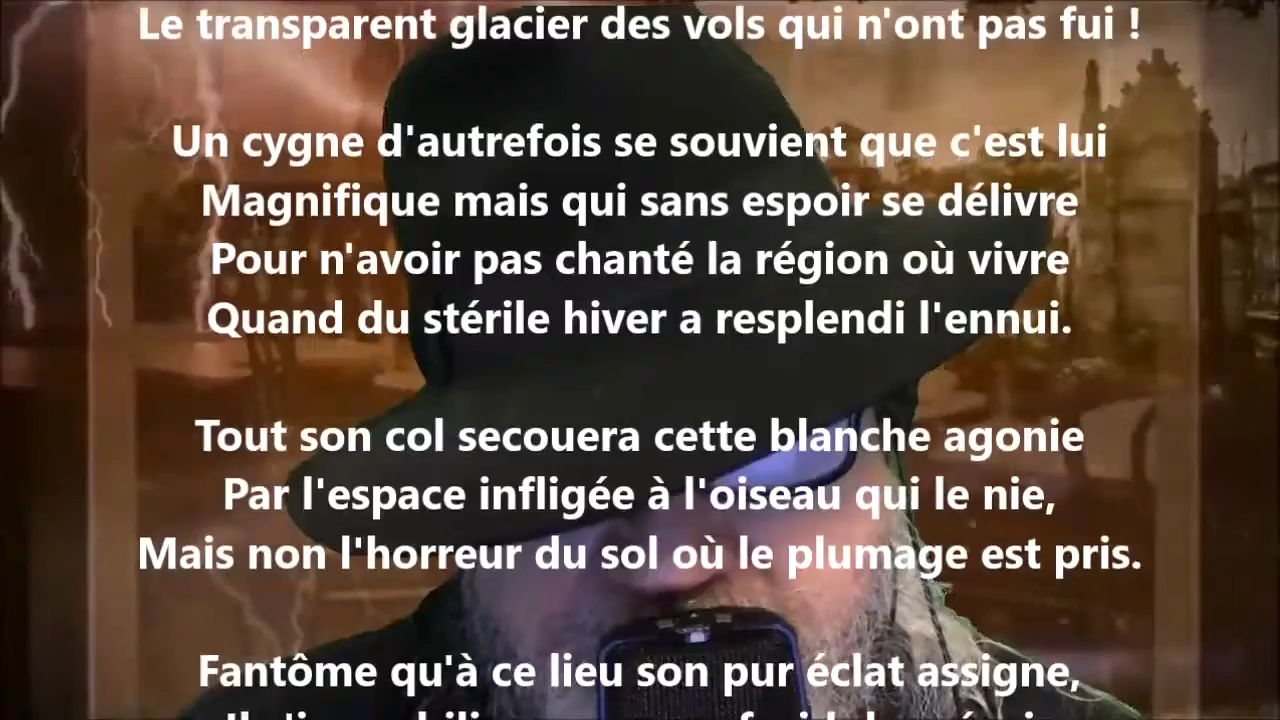 Le transparent glacier des vols qui n'ont pas fui !
Un cygne d'autrefois se souvient que c'est lui
Magnifique mais qui sans espoir se délivre
Pour n'avoir pas chanté la région où vivre
Quand du stérile hiver a resplendi l'ennui.
Tout son col secouera cette blanche agonie
Par l'espace infligée à l'oiseau qui le nie,
Mais non l'horreur du sol où le plumage est pris.
Fantôme qu'à ce lieu son pur éclat assigne,